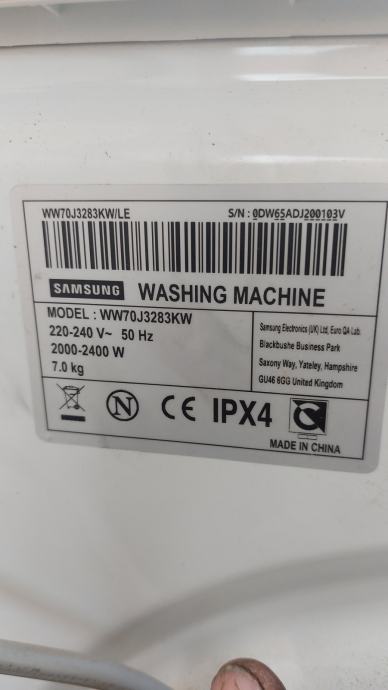 WW70J3283KW/LE S/N : 0DW65ADJ200103V
SAMSUNG WASHING MACHINE
MODEL : WW70J3283KW
220-240 V~ 50 Hz
2000-2400 W
7.0 kg
Samsung Electronics (UK) Ltd, Euro QA Lab.
Blackbushe Business Park
Saxony Way, Yateley, Hampshire
GU46 6GG United Kingdom
N CE IPX4
MADE IN CHINA